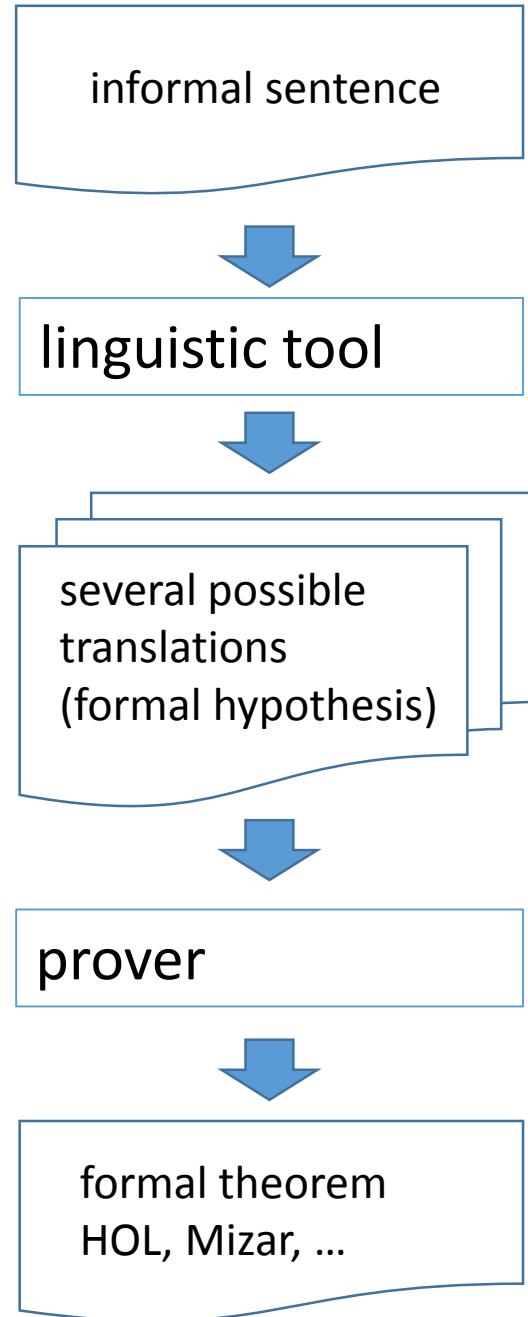 informal sentence
linguistic tool
several possible
translations
(formal hypothesis)
prover
formal theorem
HOL, Mizar, …